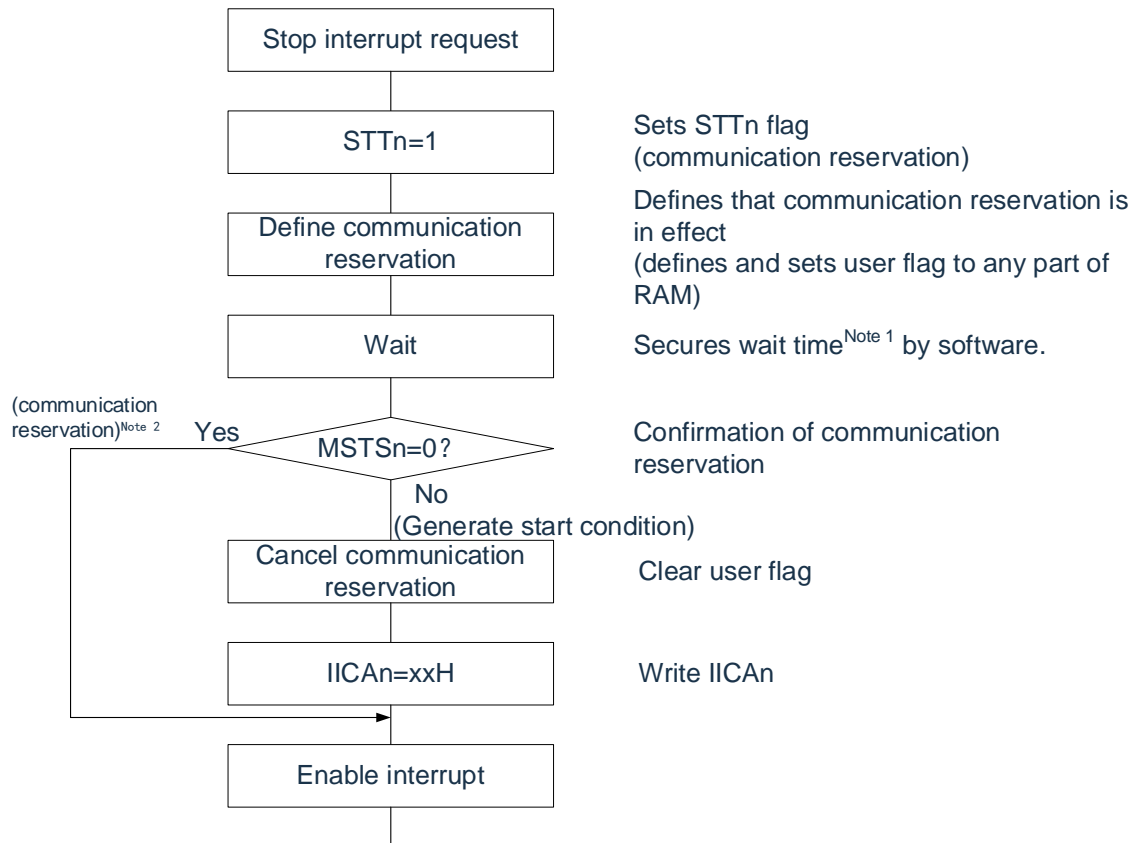 Stop interrupt request
STTn=1
Sets STTn flag
(communication reservation)
Define communication
reservation
Defines that communication reservation is
in effect
(defines and sets user flag to any part of
RAM)
Wait
Secures wait timeNote 1 by software.
(communication
reservation)Note 2
Yes
MSTSn=0?
Confirmation of communication
reservation
No
(Generate start condition)
Cancel communication
reservation
Clear user flag
IICAn=xxH
Write IICAn
Enable interrupt